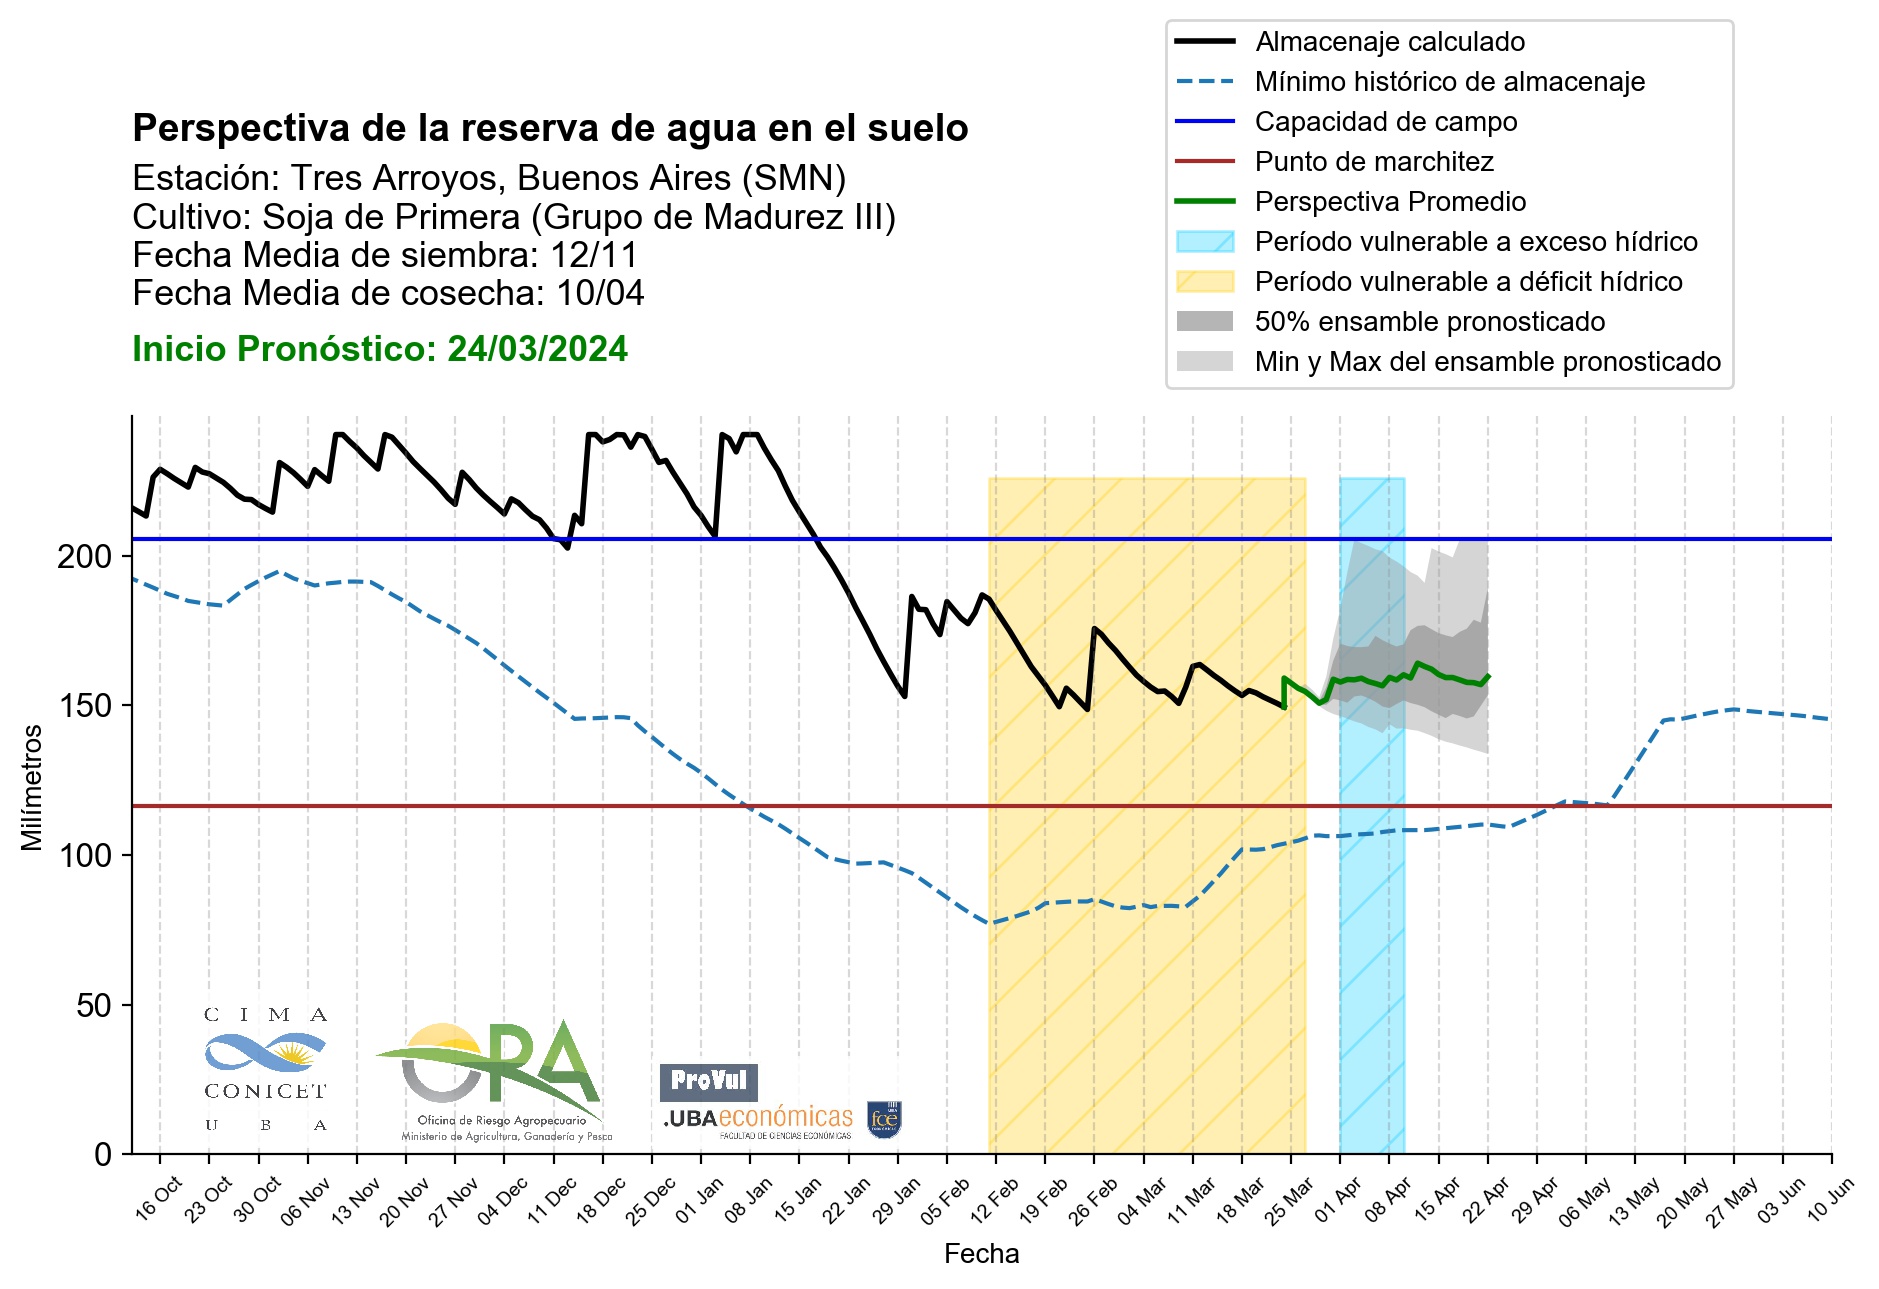 Almacenaje calculado
Mínimo histórico de almacenaje
Capacidad de campo
Punto de marchitez
Perspectiva Promedio
Período vulnerable a exceso hídrico
Período vulnerable a déficit hídrico
50% ensamble pronosticado
Min y Max del ensamble pronosticado
Perspectiva de la reserva de agua en el suelo
Estación: Tres Arroyos, Buenos Aires (SMN)
Cultivo: Soja de Primera (Grupo de Madurez III)
Fecha Media de siembra: 12/11
Fecha Media de cosecha: 10/04
Inicio Pronóstico: 24/03/2024
Milímetros
200
150
100
50
0
CIMA
CONICET
UBA
ORA
Oficina de Riesgo Agropecuario
Ministerio de Agricultura, Ganadería y Pesca
ProVul
.UBAeconómicas
FACULTAD DE CIENCIAS ECONÓMICAS
fce
16 Oct 23 Oct 30 Oct 06 Nov 13 Nov 20 Nov 27 Nov 04 Dec 11 Dec 18 Dec 25 Dec 01 Jan 08 Jan 15 Jan 22 Jan 29 Jan 05 Feb 12 Feb 19 Feb 26 Feb 04 Mar 11 Mar 18 Mar 25 Mar 01 Apr 08 Apr 15 Apr 22 Apr 29 Apr 06 May 13 May 20 May 27 May 03 Jun 10 Jun
Fecha